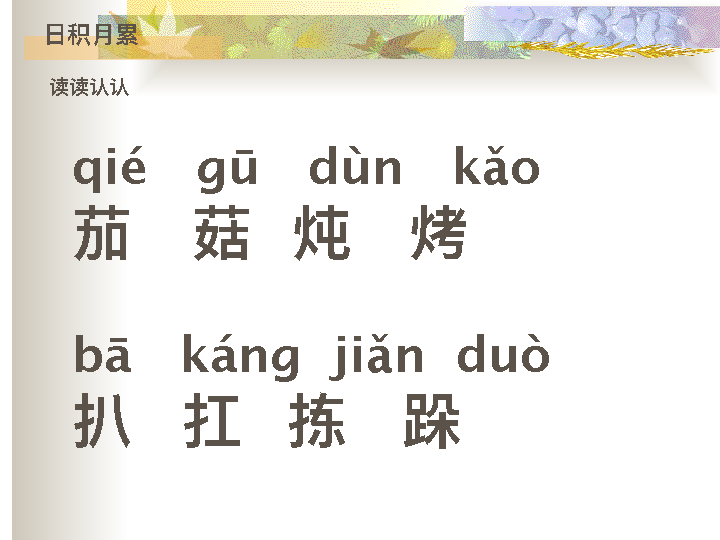 日积月累
读读认认
qié gū dùn kǎo
茄 菇 炖 烤
bā káng jiǎn duò
扒 扛 拣 跺